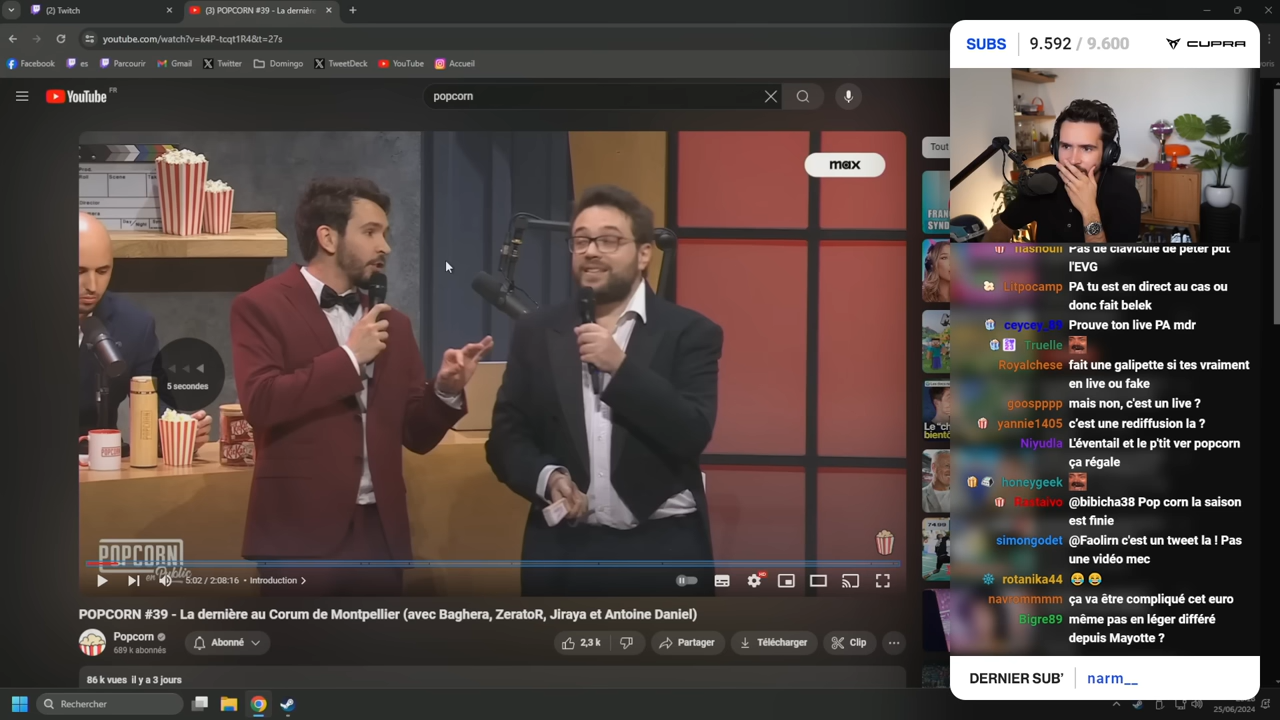 (2) Twitch
(3) POPCORN #39 - La dernière
youtube.com/watch?v=k4P-tcqt1R4&t=27s
Facebook
es
Parcourir
Gmail
Twitter
Domingo
TweetDeck
YouTube
Accueil
YouTube FR
popcorn
Tout
max
5 secondes
POPCORN
en Public
5:02 / 2:08:16 • Introduction
HD
POPCORN #39 - La dernière au Corum de Montpellier (avec Baghera, ZeratoR, Jiraya et Antoine Daniel)
Popcorn
689 k abonnés
Abonné
2,3 k
Partager
Télécharger
Clip
86 k vues il y a 3 jours
Rechercher
25/06/2024
SUBS 9.592 / 9.600 CUPRA
Pas de clavicule de péter pdt
l'EVG
Litpocamp PA tu est en direct au cas ou
donc fait belek
ceycey_89 Prouve ton live PA mdr
Truelle
Royalchese fait une galipette si tes vraiment
en live ou fake
goospppp mais non, c'est un live ?
yannie1405 c'est une rediffusion la ?
Niyudla L'éventail et le p'tit ver popcorn
ça régale
honeygeek
@bibicha38 Pop corn la saison
est finie
simongodet @Faolirn c'est un tweet la ! Pas
une vidéo mec
rotanika44
navrommmm ça va être compliqué cet euro
Bigre89 même pas en léger différé
depuis Mayotte ?
DERNIER SUB' narm__